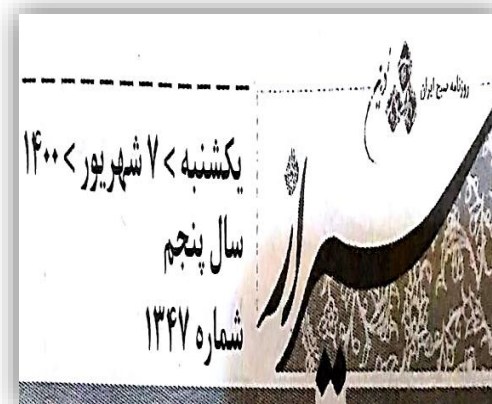 روزنامه صبح ایران
یکشنبه > ۷ شهریور > ۱۴۰۰
سال پنجم
شماره ۱۳۴۷